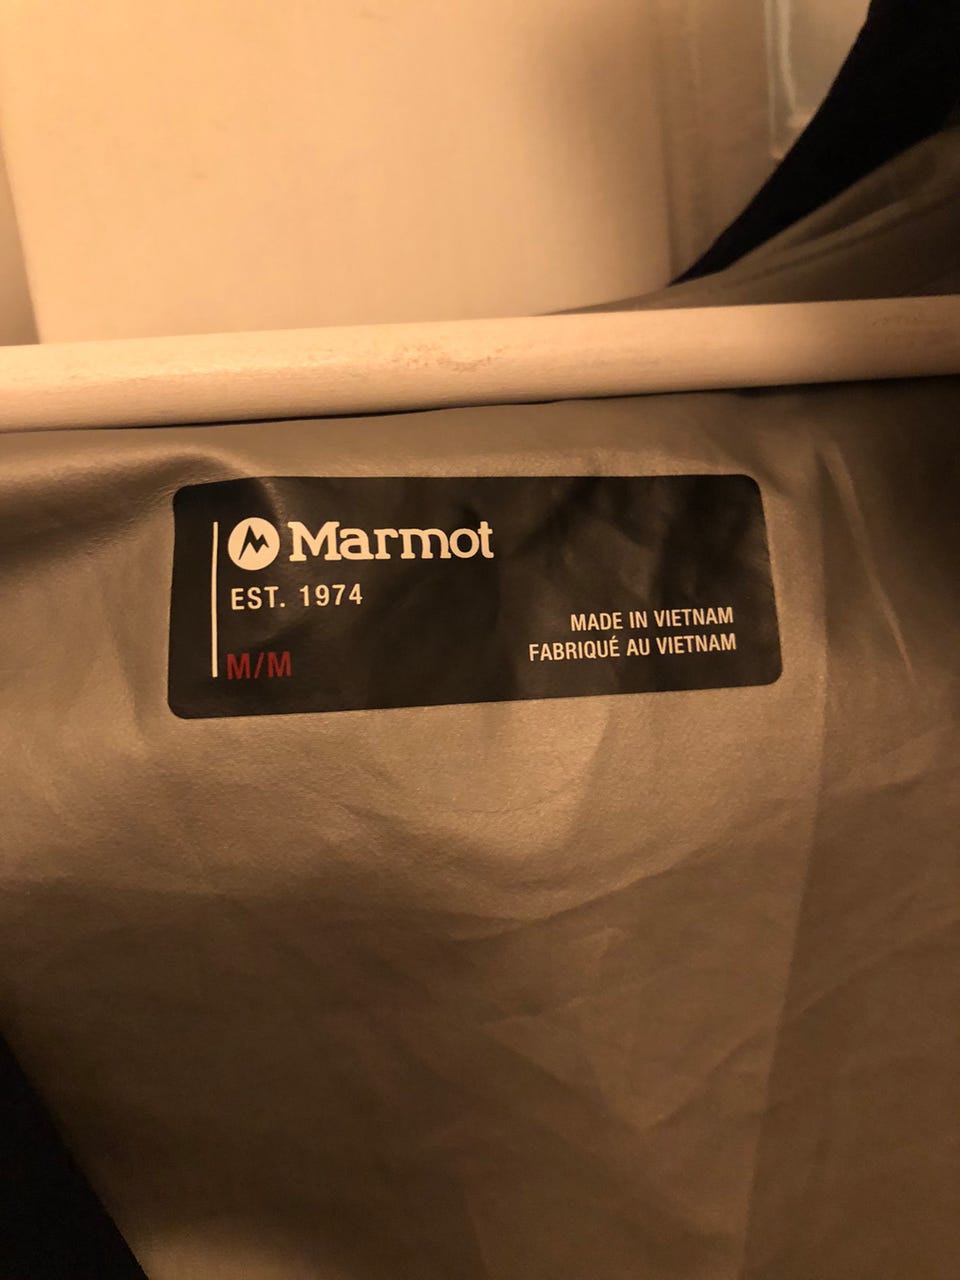 Marmot
EST. 1974
M/M
MADE IN VIETNAM
FABRIQUÉ AU VIETNAM